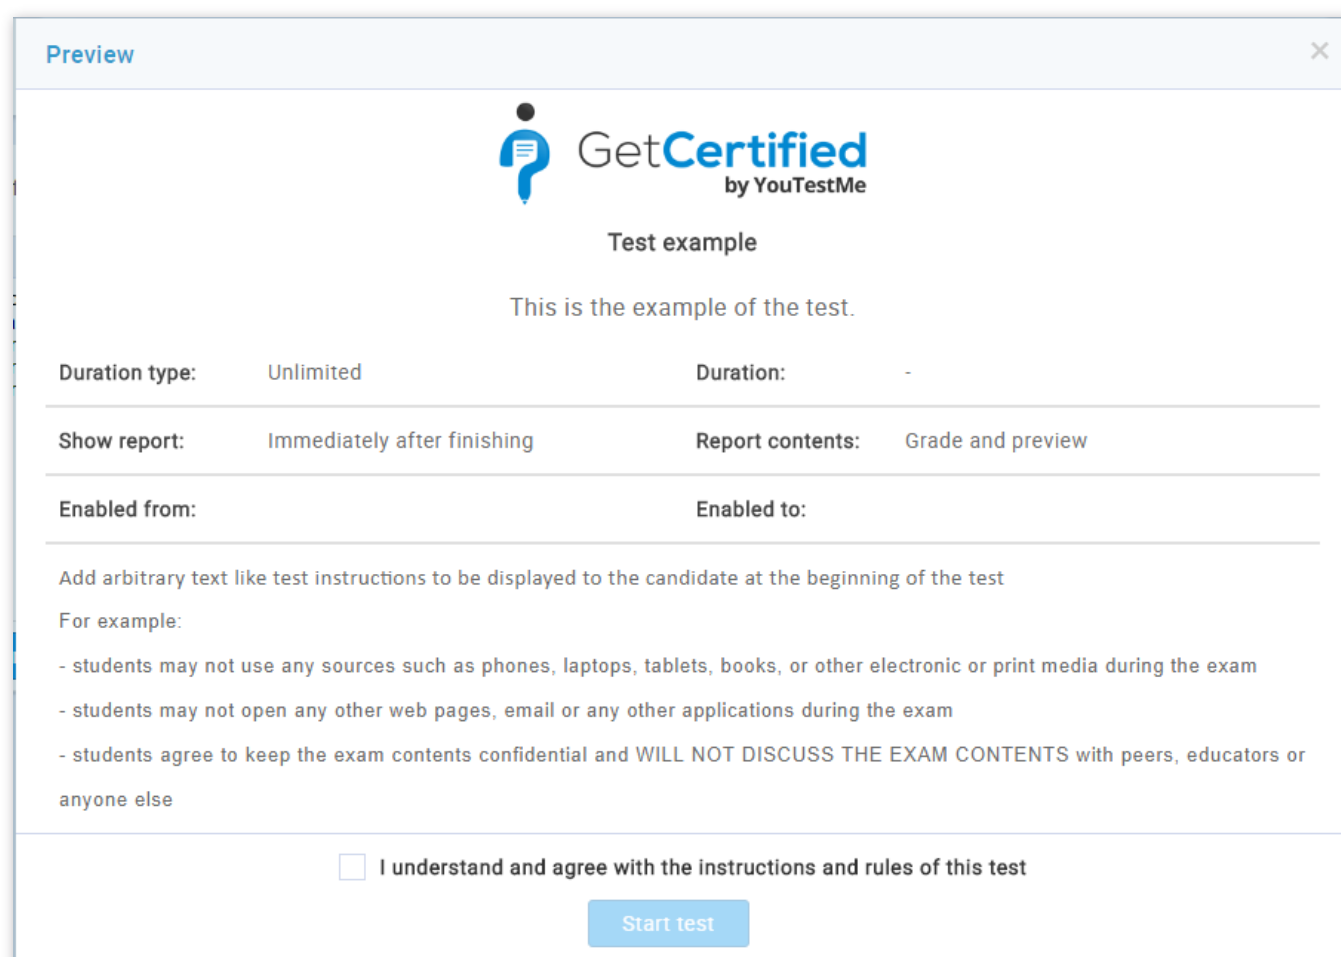 Preview
×
GetCertified
by YouTestMe
Test example
This is the example of the test.
Duration type: Unlimited Duration: -
Show report: Immediately after finishing Report contents: Grade and preview
Enabled from: Enabled to:
Add arbitrary text like test instructions to be displayed to the candidate at the beginning of the test
For example:
- students may not use any sources such as phones, laptops, tablets, books, or other electronic or print media during the exam
- students may not open any other web pages, email or any other applications during the exam
- students agree to keep the exam contents confidential and WILL NOT DISCUSS THE EXAM CONTENTS with peers, educators or
anyone else
I understand and agree with the instructions and rules of this test
Start test